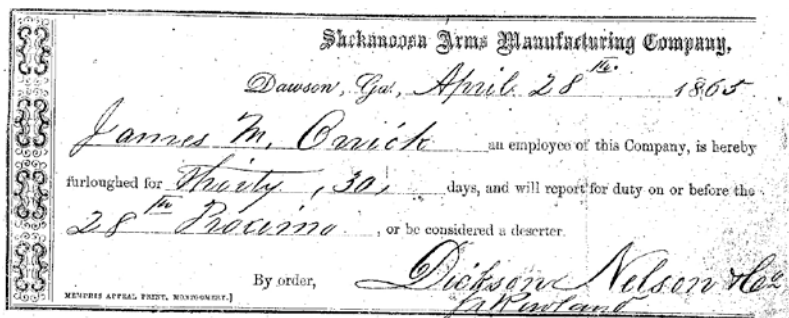 Shckanoosa Arms Manufacturing Company,
Dawson, Ga., April 28th 1865
James M. Orrick an employee of this Company, is hereby
furloughed for Thirty, 30, days, and will report for duty on or before the
28th Proximo, or be considered a deserter.
By order, Dickson Nelson & Co
Rowland
MEMPHIS APPEAL PRINT, MONTGOMERY.]